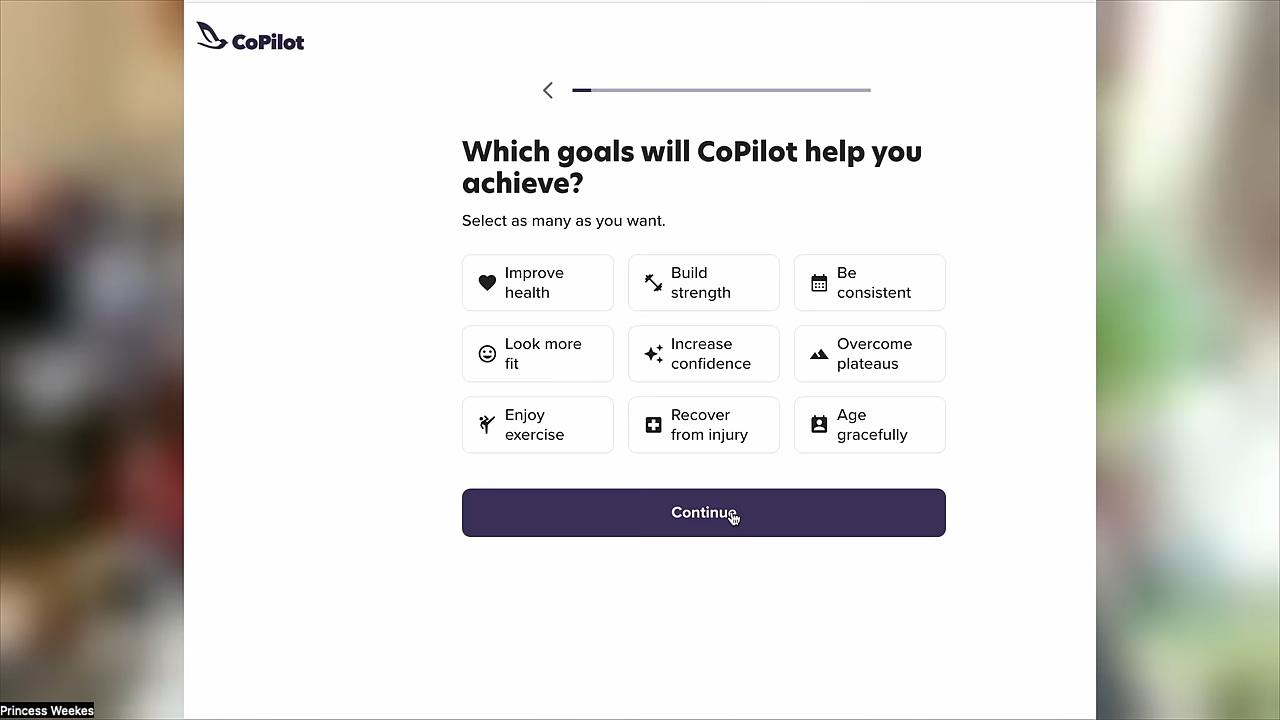 CoPilot
Which goals will CoPilot help you
achieve?
Select as many as you want.
Improve
health
Build
strength
Be
consistent
Look more
fit
Increase
confidence
Overcome
plateaus
Enjoy
exercise
Recover
from injury
Age
gracefully
Continue
Princess Weekes